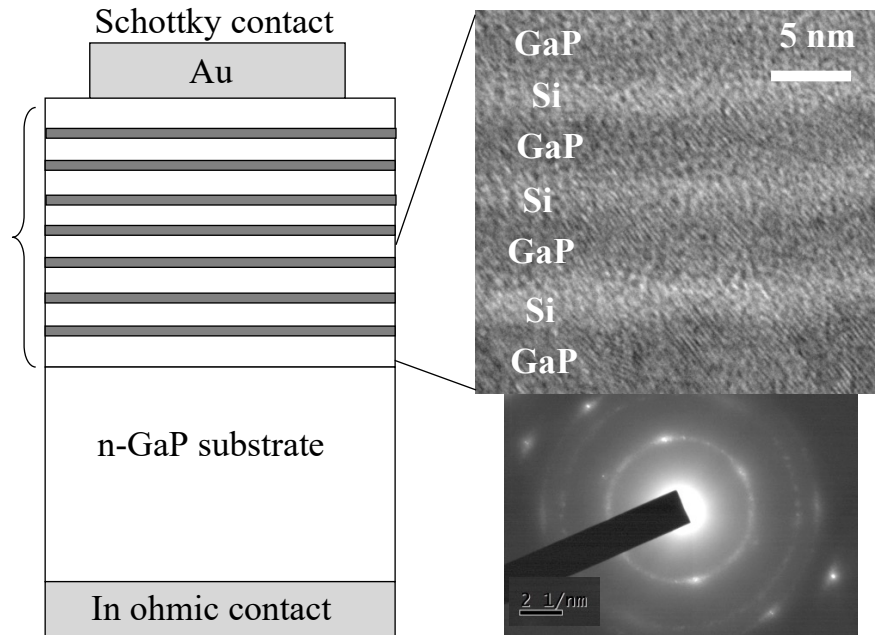 Schottky contact
Au
n-GaP substrate
In ohmic contact
GaP
5 nm
Si
GaP
Si
GaP
Si
GaP
2 1/nm